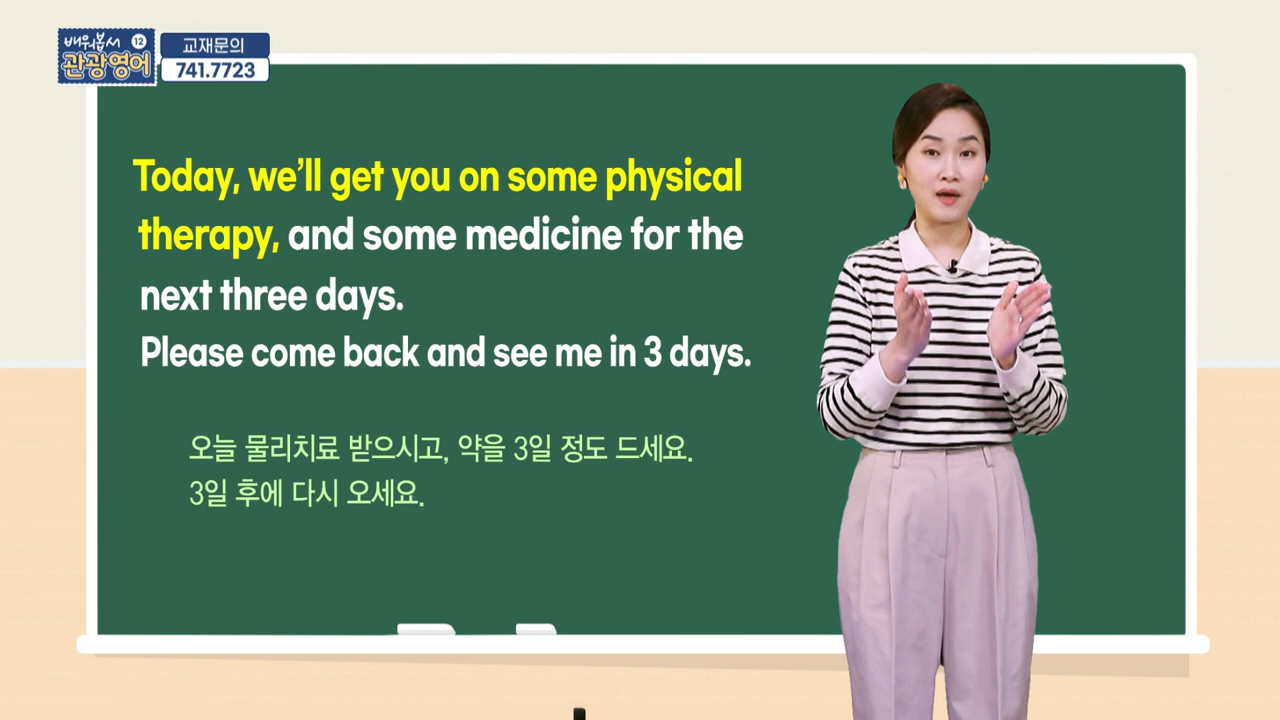 배워봅서 12
관광영어
교재문의
741.7723
Today, we'll get you on some physical
therapy, and some medicine for the
next three days.
Please come back and see me in 3 days.
오늘 물리치료 받으시고, 약을 3일 정도 드세요.
3일 후에 다시 오세요.